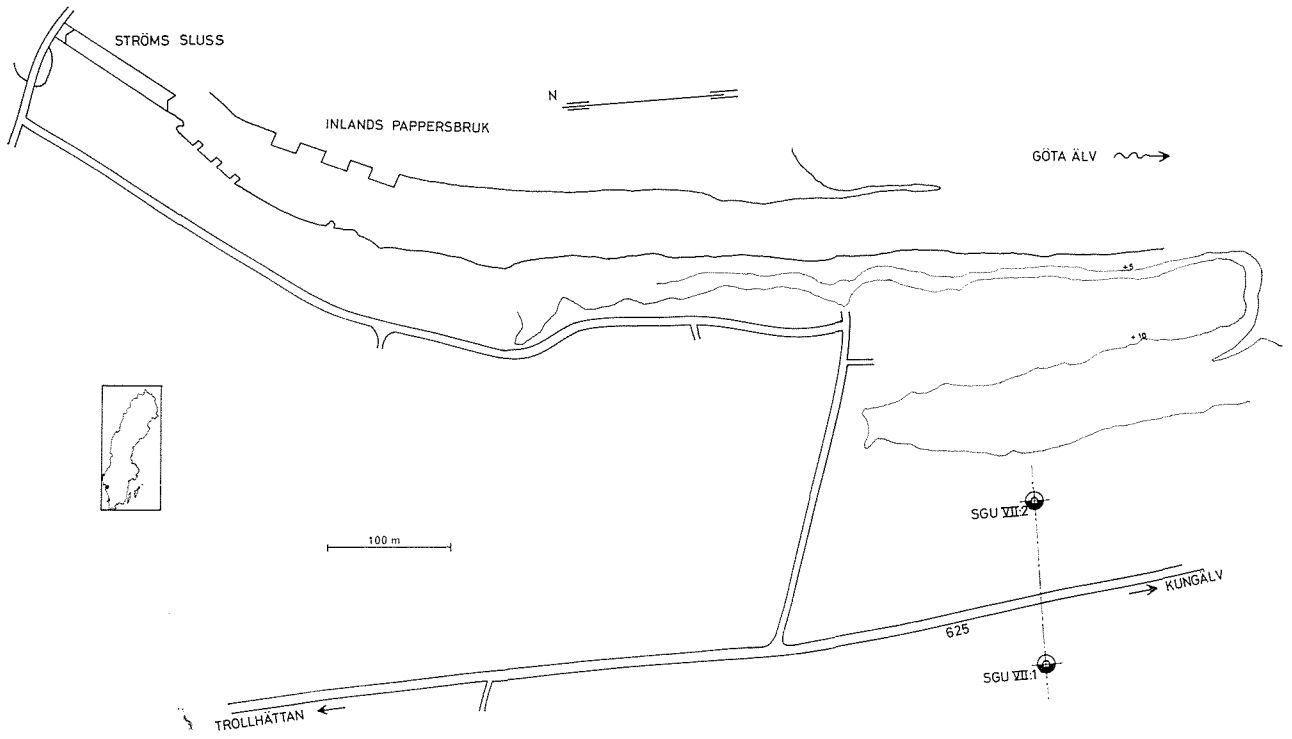 STRÖMS SLUSS
N
INLANDS PAPPERSBRUK
GÖTA ÄLV
+5
+10
SGU VII:2
100 m
KUNGÄLV
625
SGU VII:1
TROLLHÄTTAN